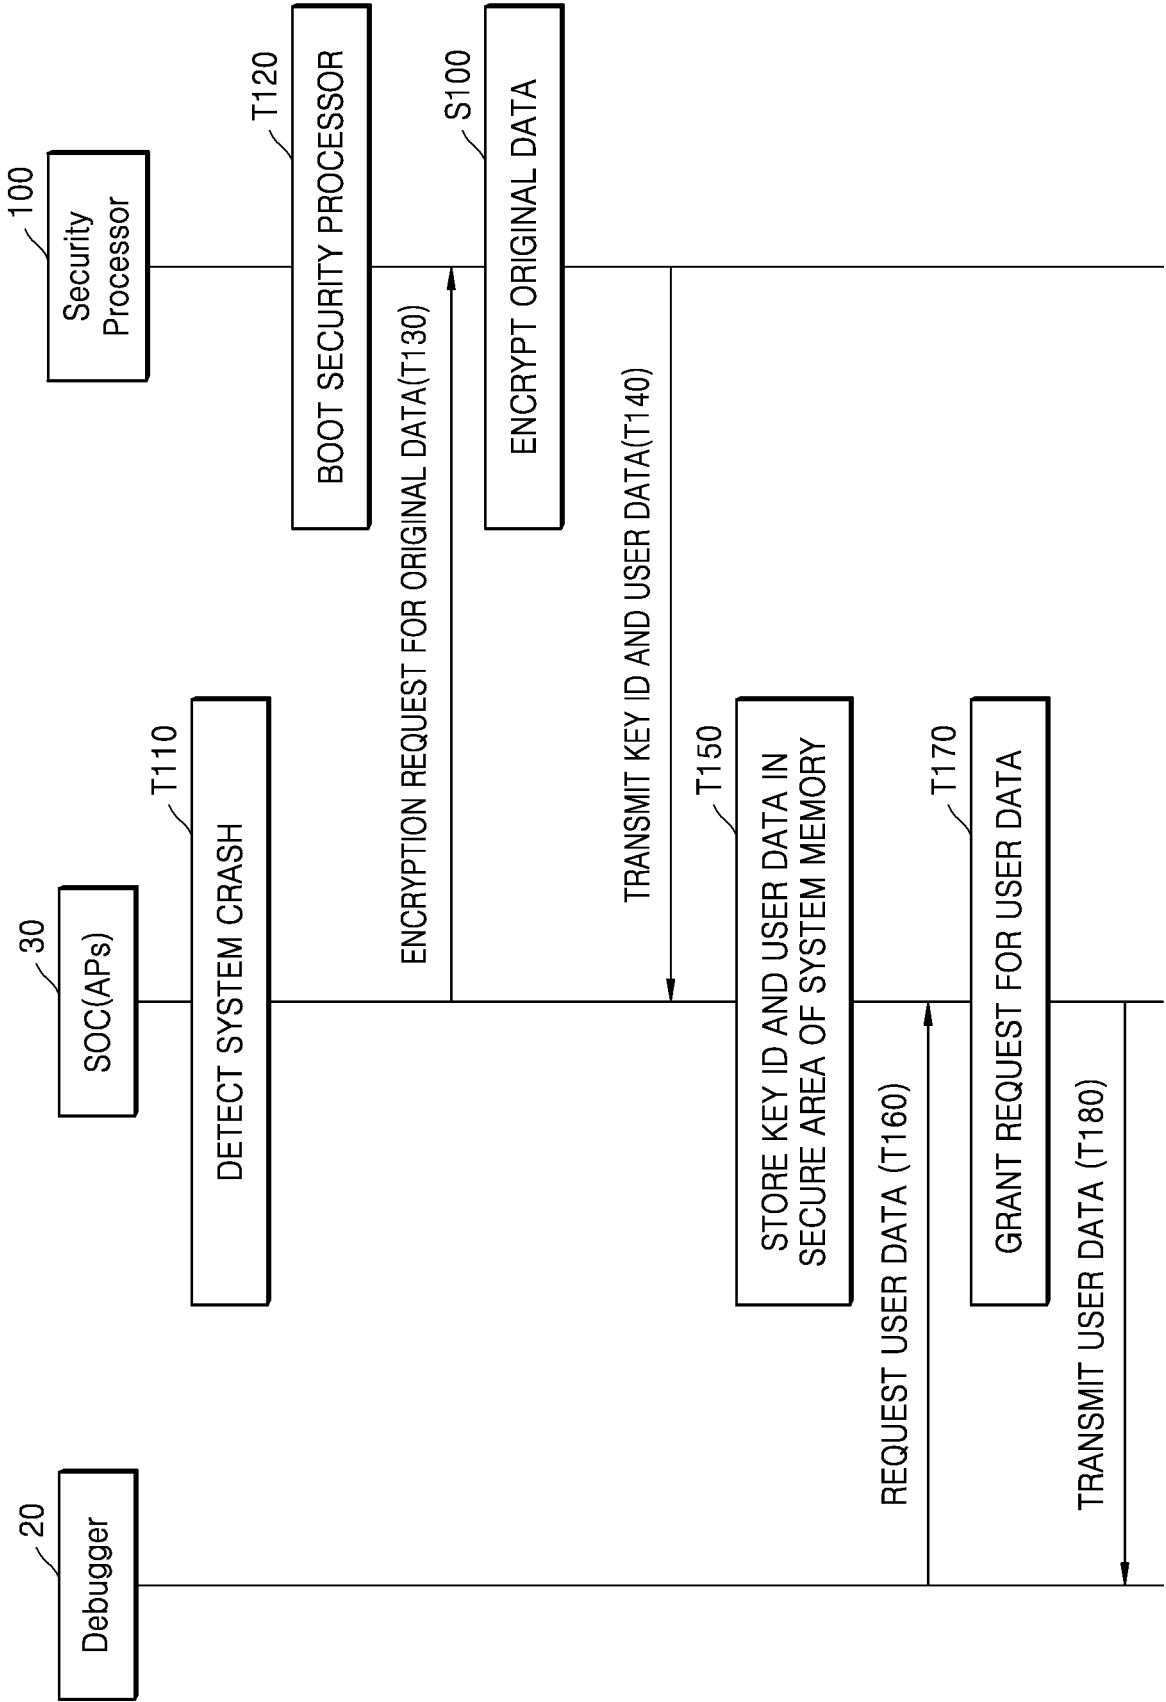 20
Debugger
30
SOC(APs)
100
Security
Processor
T110
DETECT SYSTEM CRASH
T120
BOOT SECURITY PROCESSOR
ENCRYPTION REQUEST FOR ORIGINAL DATA(T130)
S100
ENCRYPT ORIGINAL DATA
TRANSMIT KEY ID AND USER DATA(T140)
T150
STORE KEY ID AND USER DATA IN
SECURE AREA OF SYSTEM MEMORY
REQUEST USER DATA (T160)
T170
GRANT REQUEST FOR USER DATA
TRANSMIT USER DATA (T180)